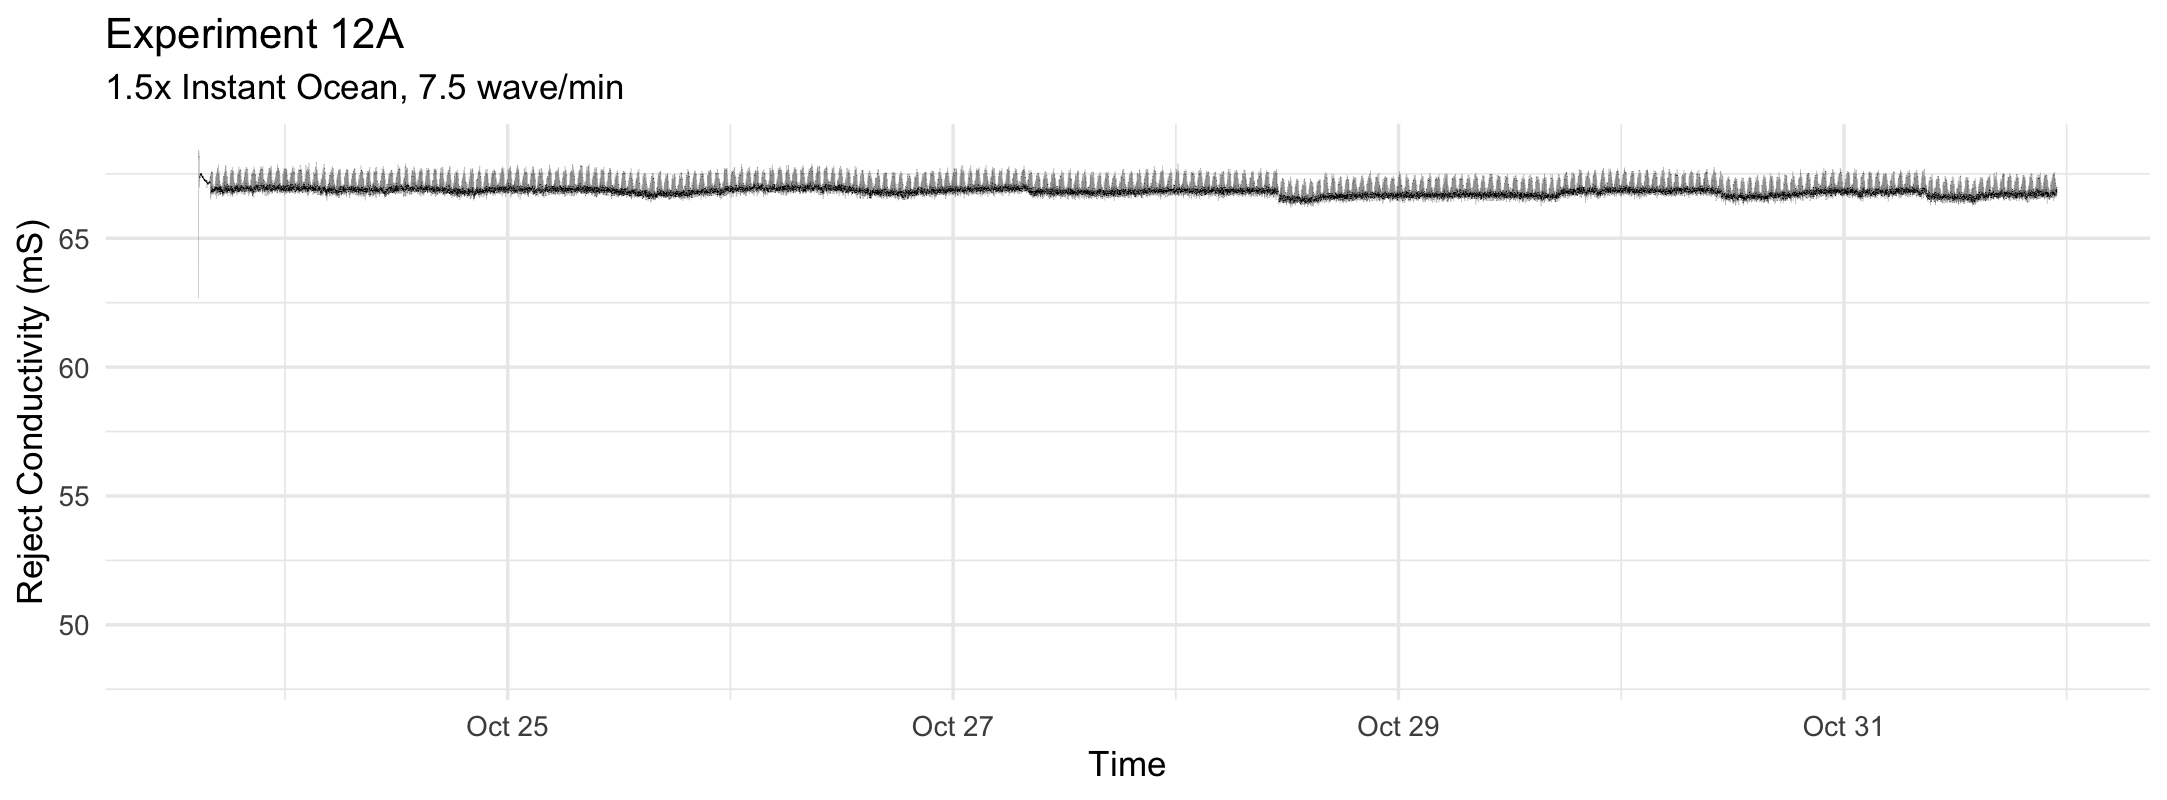 Experiment 12A
1.5x Instant Ocean, 7.5 wave/min
Reject Conductivity (mS)
65
60
55
50
Oct 25
Oct 27
Oct 29
Oct 31
Time